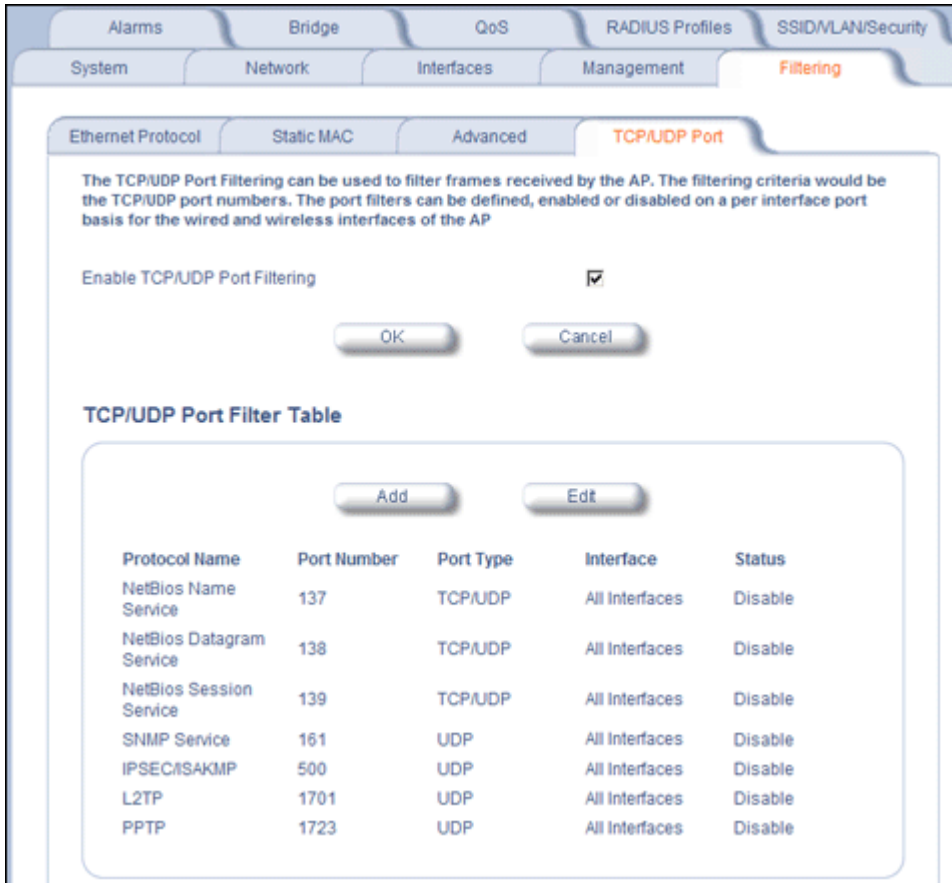 Alarms Bridge QoS RADIUS Profiles SSID/VLAN/Security
System Network Interfaces Management Filtering
Ethernet Protocol Static MAC Advanced TCP/UDP Port
The TCP/UDP Port Filtering can be used to filter frames received by the AP. The filtering criteria would be
the TCP/UDP port numbers. The port filters can be defined, enabled or disabled on a per interface port
basis for the wired and wireless interfaces of the AP
Enable TCP/UDP Port Filtering
OK Cancel
TCP/UDP Port Filter Table
Add Edit
Protocol Name Port Number Port Type Interface Status
NetBios Name
Service 137 TCP/UDP All Interfaces Disable
NetBios Datagram
Service 138 TCP/UDP All Interfaces Disable
NetBios Session
Service 139 TCP/UDP All Interfaces Disable
SNMP Service 161 UDP All Interfaces Disable
IPSEC/ISAKMP 500 UDP All Interfaces Disable
L2TP 1701 UDP All Interfaces Disable
PPTP 1723 UDP All Interfaces Disable